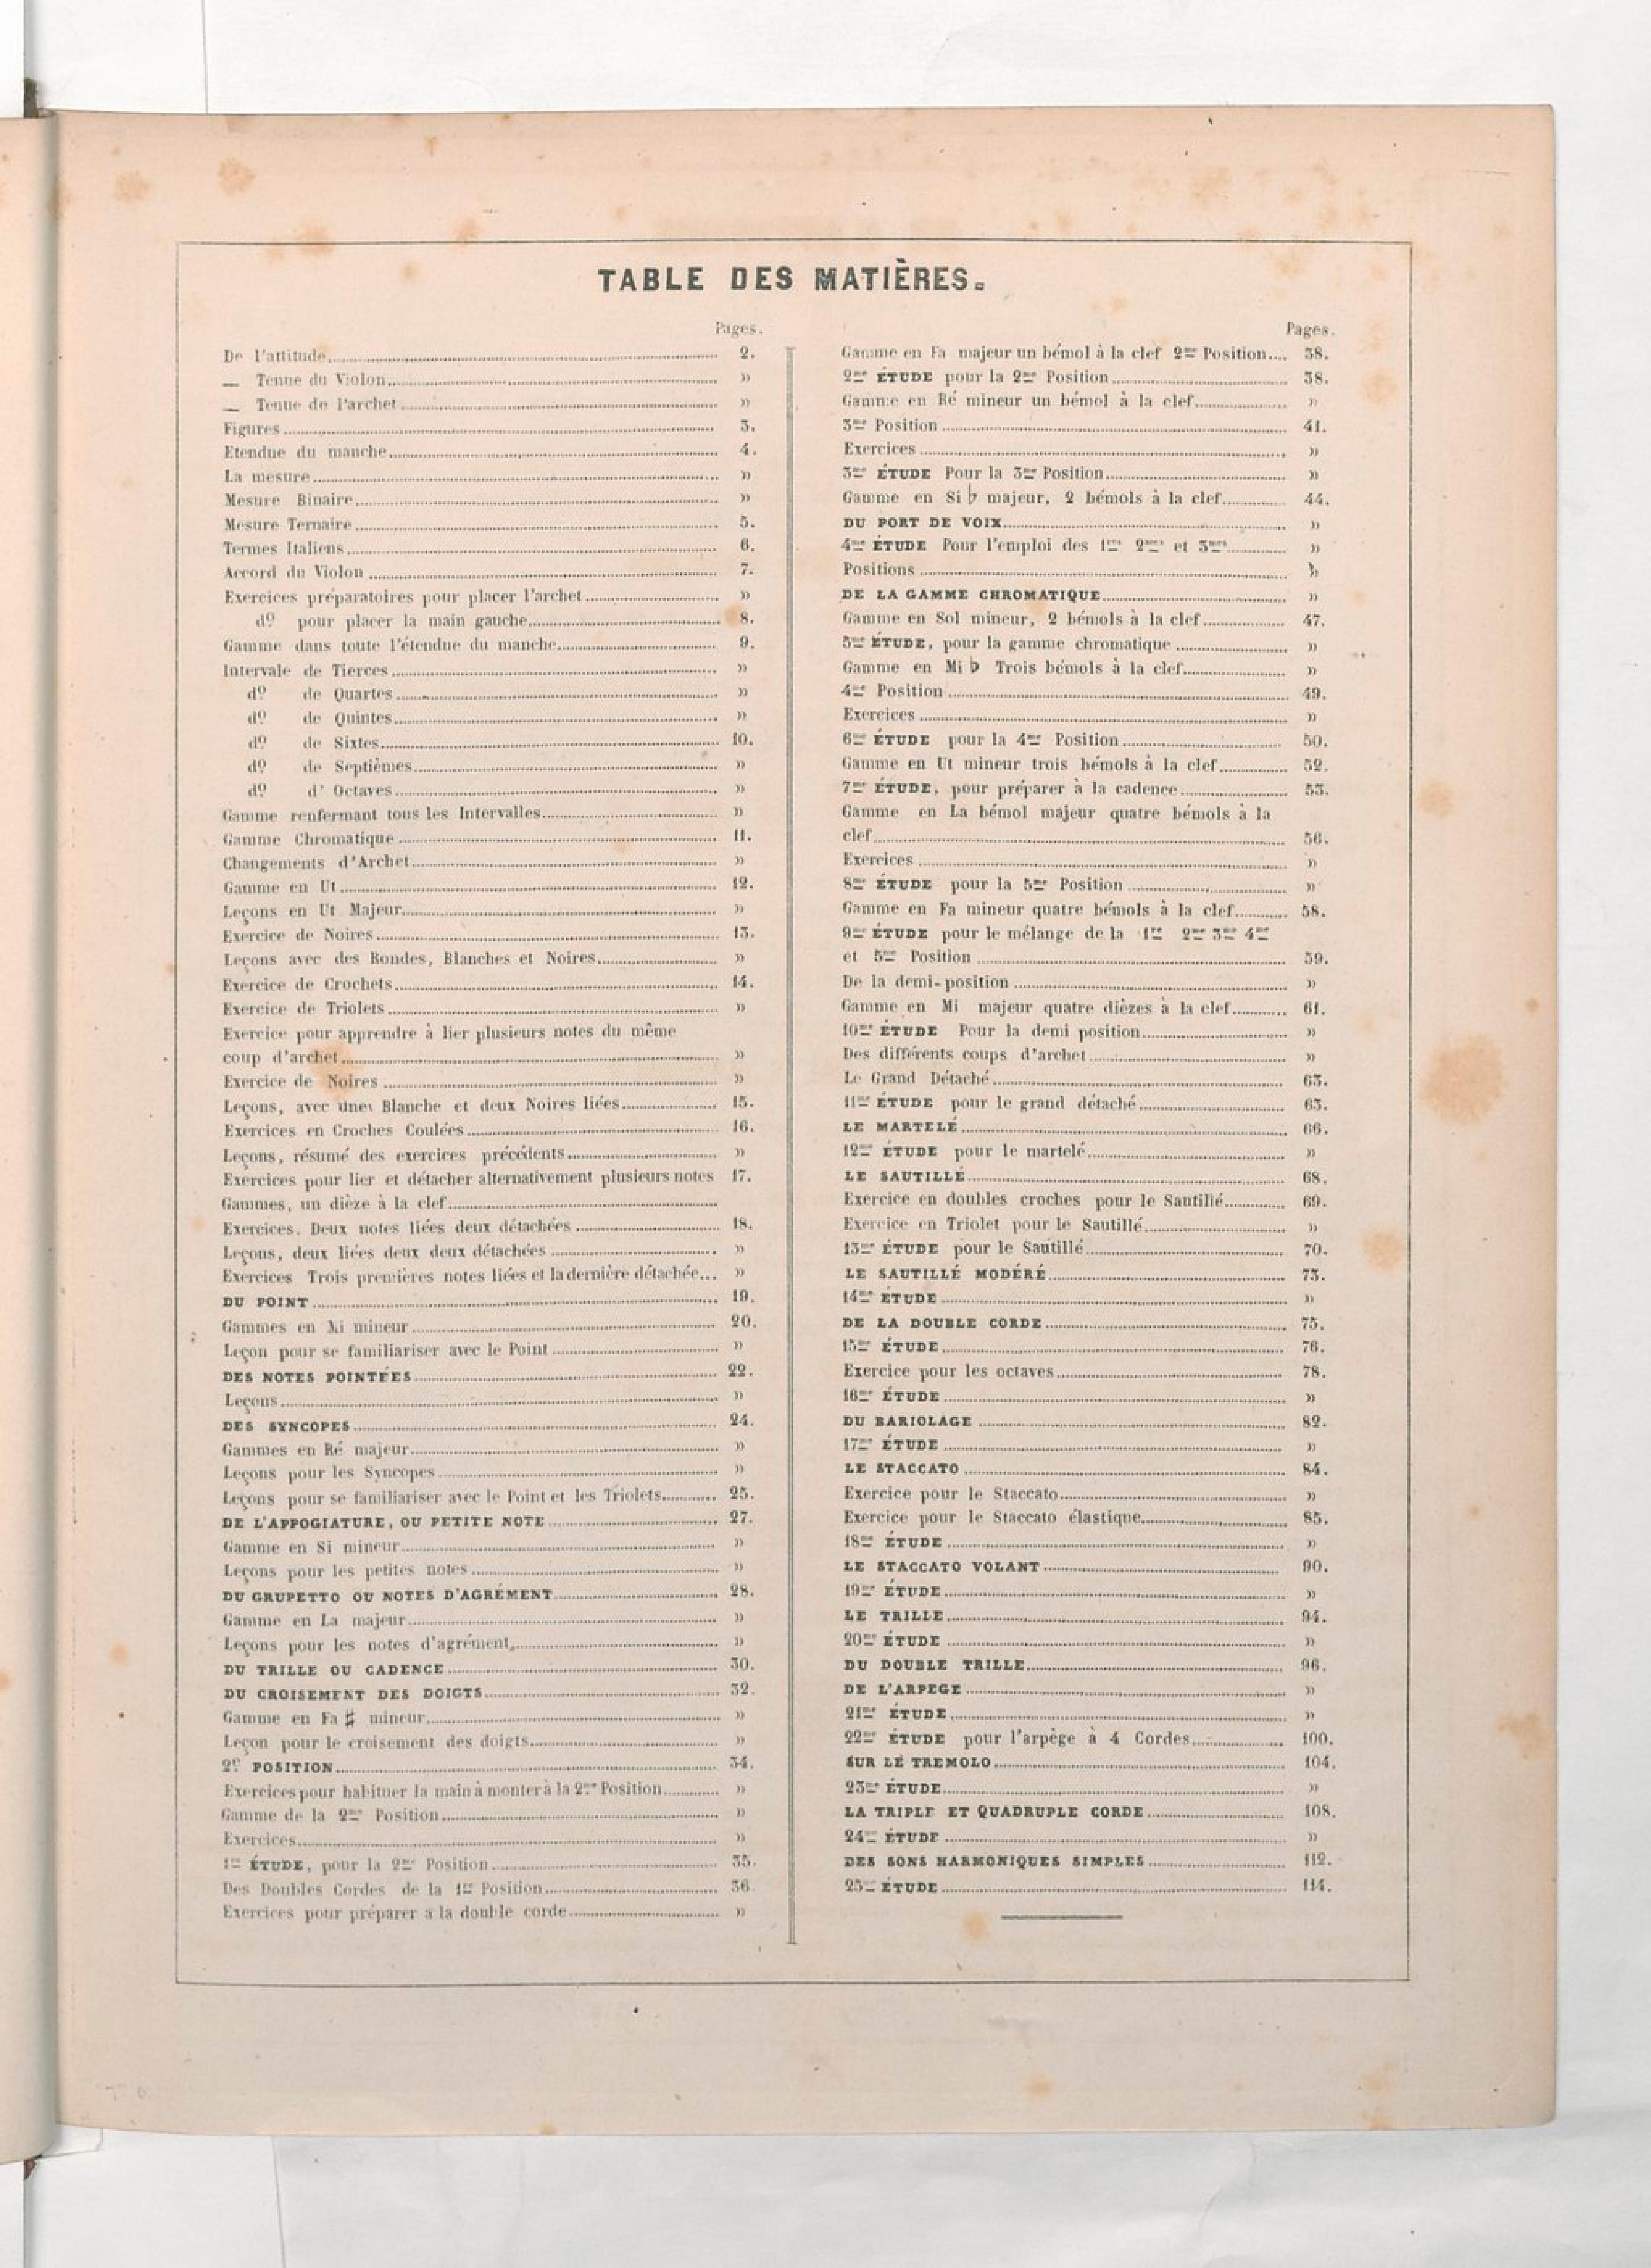 TABLE DES MATIÈRES.
Pages.
De l'attitude 2.
— Tenue du Violon »
— Tenue de l'archet »
Figures 3.
Etendue du manche 4.
La mesure »
Mesure Binaire »
Mesure Ternaire 5.
Termes Italiens 6.
Accord du Violon 7.
Exercices préparatoires pour placer l'archet »
dº pour placer la main gauche 8.
Gamme dans toute l'étendue du manche 9.
Intervale de Tierces »
dº de Quartes »
dº de Quintes »
dº de Sixtes 10.
dº de Septièmes »
dº d'Octaves »
Gamme renfermant tous les Intervalles »
Gamme Chromatique 11.
Changements d'Archet »
Gamme en Ut 12.
Leçons en Ut Majeur »
Exercice de Noires 13.
Leçons avec des Rondes, Blanches et Noires »
Exercice de Crochets 14.
Exercice de Triolets »
Exercice pour apprendre à lier plusieurs notes du même
coup d'archet »
Exercice de Noires »
Leçons, avec une Blanche et deux Noires liées 15.
Exercices en Croches Coulées 16.
Leçons, résumé des exercices précédents »
Exercices pour lier et détacher alternativement plusieurs notes 17.
Gammes, un dièze à la clef
Exercices. Deux notes liées deux détachées 18.
Leçons, deux liées deux deux détachées »
Exercices Trois premières notes liées et la dernière détachée... »
DU POINT 19.
Gammes en Mi mineur 20.
Leçon pour se familiariser avec le Point »
DES NOTES POINTÉES 22.
Leçons »
DES SYNCOPES 24.
Gammes en Ré majeur »
Leçons pour les Syncopes »
Leçons pour se familiariser avec le Point et les Triolets 25.
DE L'APPOGIATURE, OU PETITE NOTE 27.
Gamme en Si mineur »
Leçons pour les petites notes »
DU GRUPETTO OU NOTES D'AGRÉMENT 28.
Gamme en La majeur »
Leçons pour les notes d'agrément, »
DU TRILLE OU CADENCE 30.
DU CROISEMENT DES DOIGTS 32.
Gamme en Fa ♯ mineur »
Leçon pour le croisement des doigts »
2e POSITION 34.
Exercices pour habituer la main à monter à la 2me Position »
Gamme de la 2me Position »
Exercices »
1re ÉTUDE, pour la 2me Position 35.
Des Doubles Cordes de la 1re Position 36.
Exercices pour préparer à la double corde »
Pages.
Gamme en Fa majeur un bémol à la clef 2me Position 38.
2me ÉTUDE pour la 2me Position 38.
Gamme en Ré mineur un bémol à la clef »
3me Position 41.
Exercices »
3me ÉTUDE Pour la 3me Position »
Gamme en Si ♭ majeur, 2 bémols à la clef 44.
DU PORT DE VOIX »
4me ÉTUDE Pour l'emploi des 1res 2mes et 3mes »
Positions »
DE LA GAMME CHROMATIQUE »
Gamme en Sol mineur, 2 bémols à la clef 47.
5me ÉTUDE, pour la gamme chromatique »
Gamme en Mi ♭ Trois bémols à la clef »
4me Position 49.
Exercices »
6me ÉTUDE pour la 4me Position 50.
Gamme en Ut mineur trois bémols à la clef 52.
7me ÉTUDE, pour préparer à la cadence 53.
Gamme en La bémol majeur quatre bémols à la
clef 56.
Exercices »
8me ÉTUDE pour la 5me Position »
Gamme en Fa mineur quatre bémols à la clef 58.
9me ÉTUDE pour le mélange de la 1re 2me 3me 4me
et 5me Position 59.
De la demi-position »
Gamme en Mi majeur quatre dièzes à la clef 61.
10me ÉTUDE Pour la demi position »
Des différents coups d'archet »
Le Grand Détaché 63.
11me ÉTUDE pour le grand détaché 63.
LE MARTELÉ 66.
12me ÉTUDE pour le martelé »
LE SAUTILLÉ 68.
Exercice en doubles croches pour le Sautillé 69.
Exercice en Triolet pour le Sautillé »
13me ÉTUDE pour le Sautillé 70.
LE SAUTILLÉ MODÉRÉ 73.
14me ÉTUDE »
DE LA DOUBLE CORDE 75.
15me ÉTUDE 76.
Exercice pour les octaves 78.
16me ÉTUDE »
DU BARIOLAGE 82.
17me ÉTUDE »
LE STACCATO 84.
Exercice pour le Staccato »
Exercice pour le Staccato élastique 85.
18me ÉTUDE »
LE STACCATO VOLANT 90.
19me ÉTUDE »
LE TRILLE 94.
20me ÉTUDE »
DU DOUBLE TRILLE 96.
DE L'ARPEGE »
21me ÉTUDE »
22me ÉTUDE pour l'arpège à 4 Cordes 100.
SUR LE TREMOLO 104.
23me ÉTUDE »
LA TRIPLE ET QUADRUPLE CORDE 108.
24me ÉTUDE »
DES SONS HARMONIQUES SIMPLES 112.
25me ÉTUDE 114.